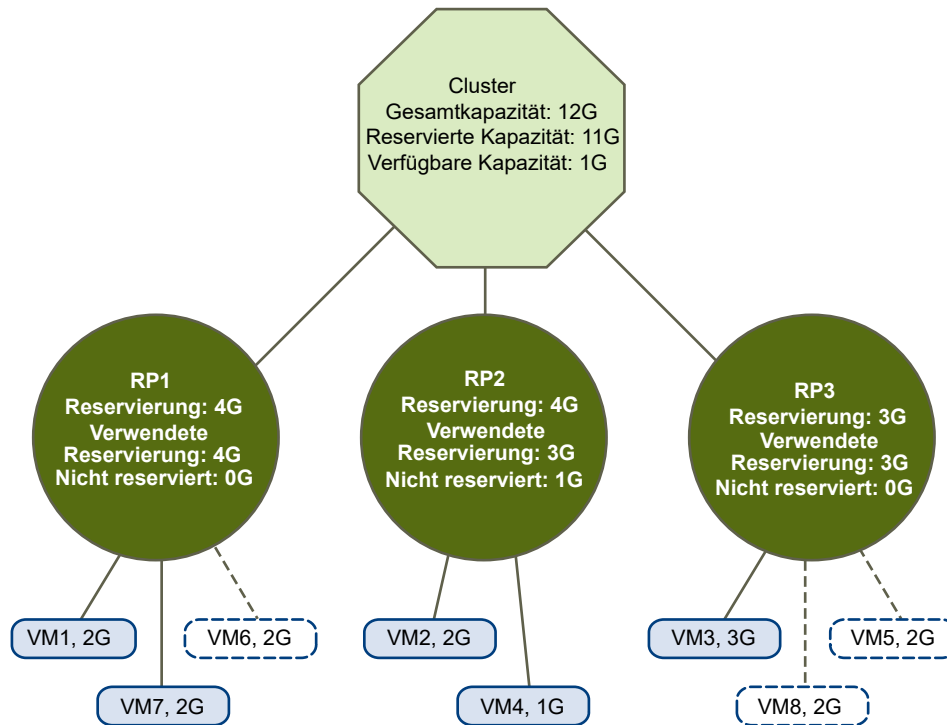 Cluster
Gesamtkapazität: 12G
Reservierte Kapazität: 11G
Verfügbare Kapazität: 1G
RP1
Reservierung: 4G
Verwendete
Reservierung: 4G
Nicht reserviert: 0G
RP2
Reservierung: 4G
Verwendete
Reservierung: 3G
Nicht reserviert: 1G
RP3
Reservierung: 3G
Verwendete
Reservierung: 3G
Nicht reserviert: 0G
VM1, 2G
VM6, 2G
VM2, 2G
VM3, 3G
VM5, 2G
VM7, 2G
VM4, 1G
VM8, 2G